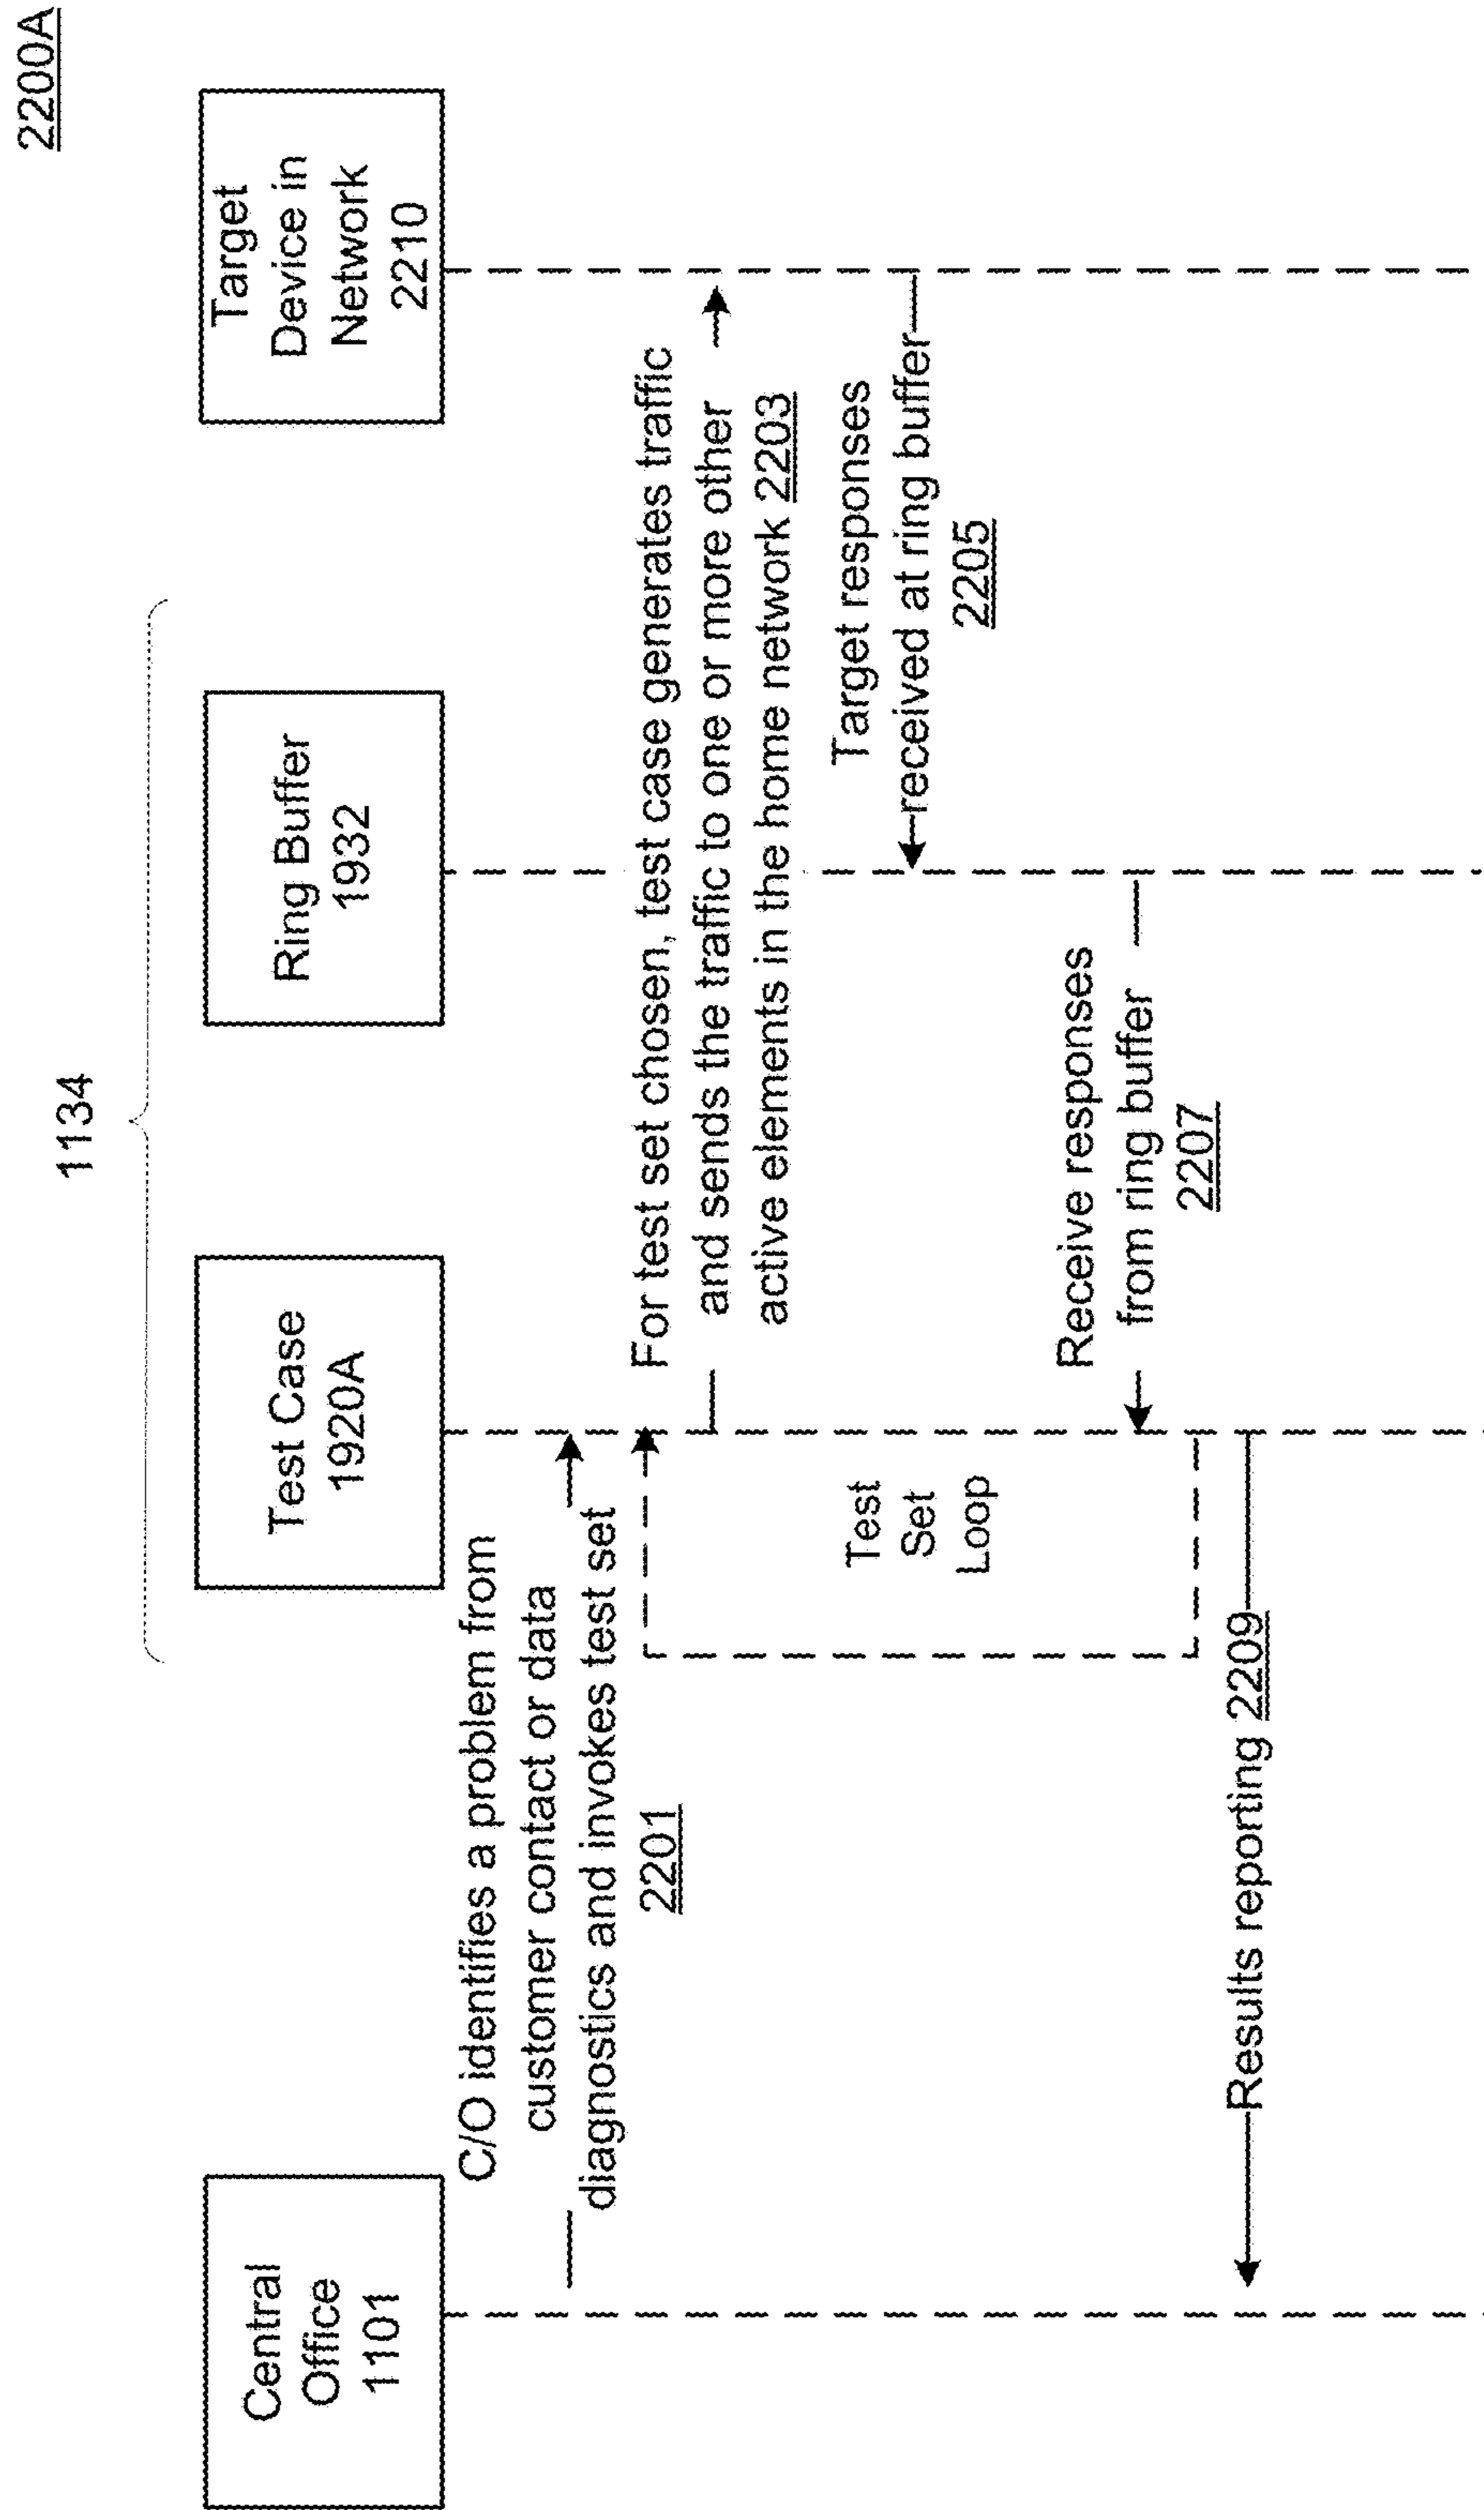 2200A
1134
Central
Office
1101
Test Case
1920A
Ring Buffer
1932
Target
Device in
Network
2210
C/O identifies a problem from
customer contact or data
diagnostics and invokes test set
2201
For test set chosen, test case generates traffic
and sends the traffic to one or more other
active elements in the home network 2203
Target responses
received at ring buffer
2205
Test
Set
Loop
Receive responses
from ring buffer
2207
Results reporting 2209